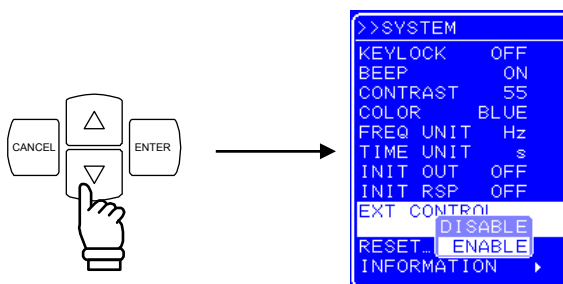 CANCEL
ENTER
>>SYSTEM
KEYLOCK OFF
BEEP ON
CONTRAST 55
COLOR BLUE
FREQ UNIT Hz
TIME UNIT s
INIT OUT OFF
INIT RSP OFF
EXT CONTROL
DISABLE
RESET… ENABLE
INFORMATION